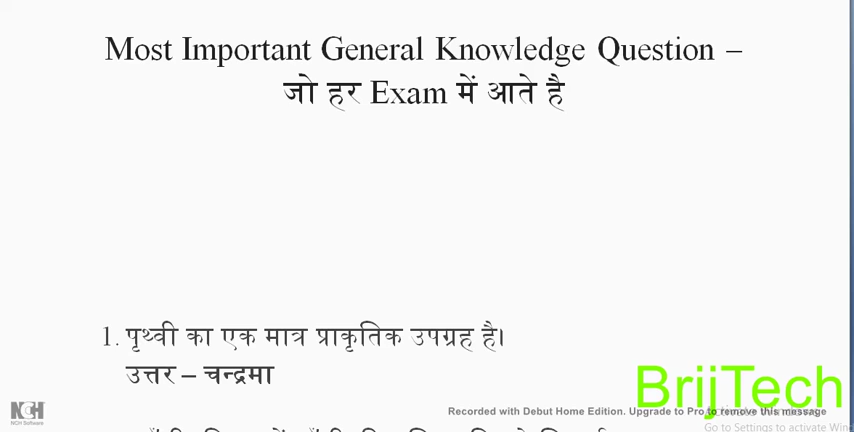 Most Important General Knowledge Question –
जो हर Exam में आते है
1. पृथ्वी का एक मात्र प्राकृतिक उपग्रह है।
उत्तर – चन्द्रमा
BrijTech
NCH
NCH Software
Recorded with Debut Home Edition. Upgrade to Pro to remove this message
Go to Settings to activate Win